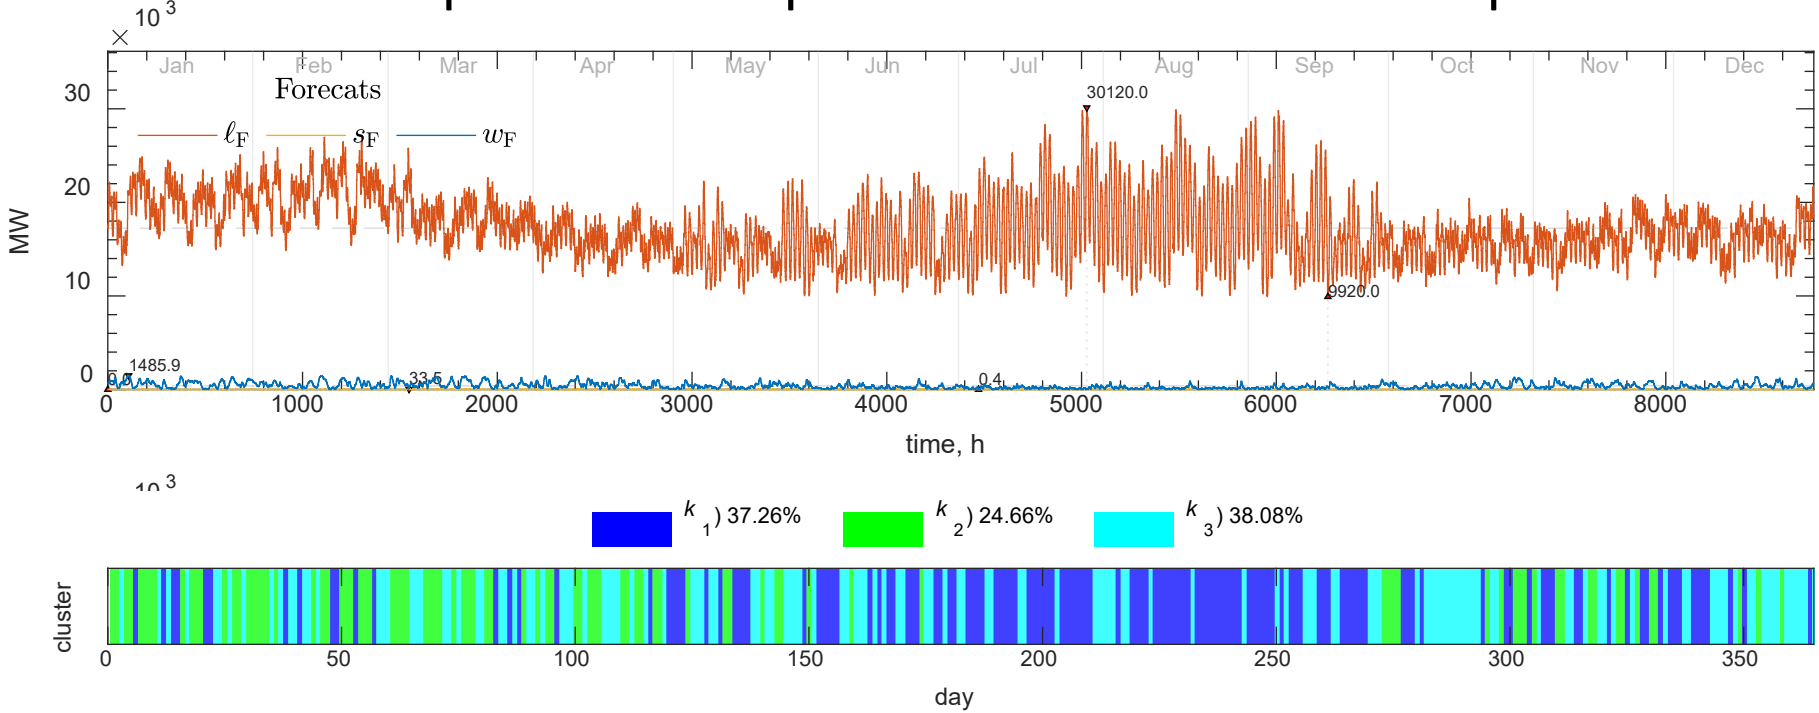 × 10 3
Jan Feb Mar Apr May Jun Jul Aug Sep Oct Nov Dec
Forecats
ℓF sF wF
30
20
10
0
MW
30120.0
9920.0
1485.9
33.5
0.4
0 1000 2000 3000 4000 5000 6000 7000 8000
time, h
10 3
k 1 ) 37.26% k 2 ) 24.66% k 3 ) 38.08%
cluster
0 50 100 150 200 250 300 350
day